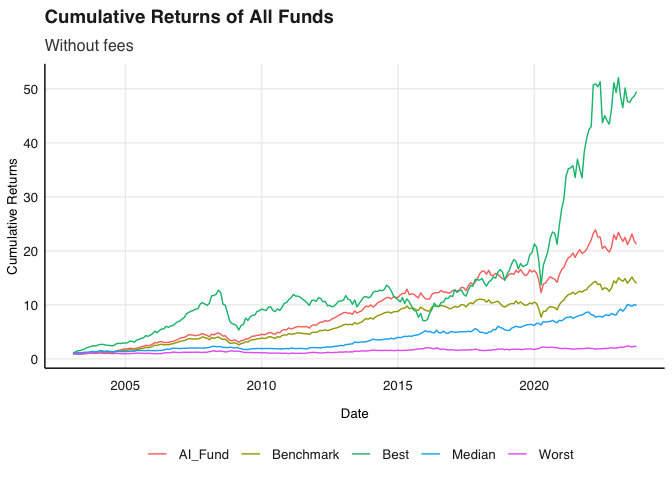 Cumulative Returns of All Funds
Without fees
Cumulative Returns
50
40
30
20
10
0
2005 2010 2015 2020
Date
AI_Fund Benchmark Best Median Worst